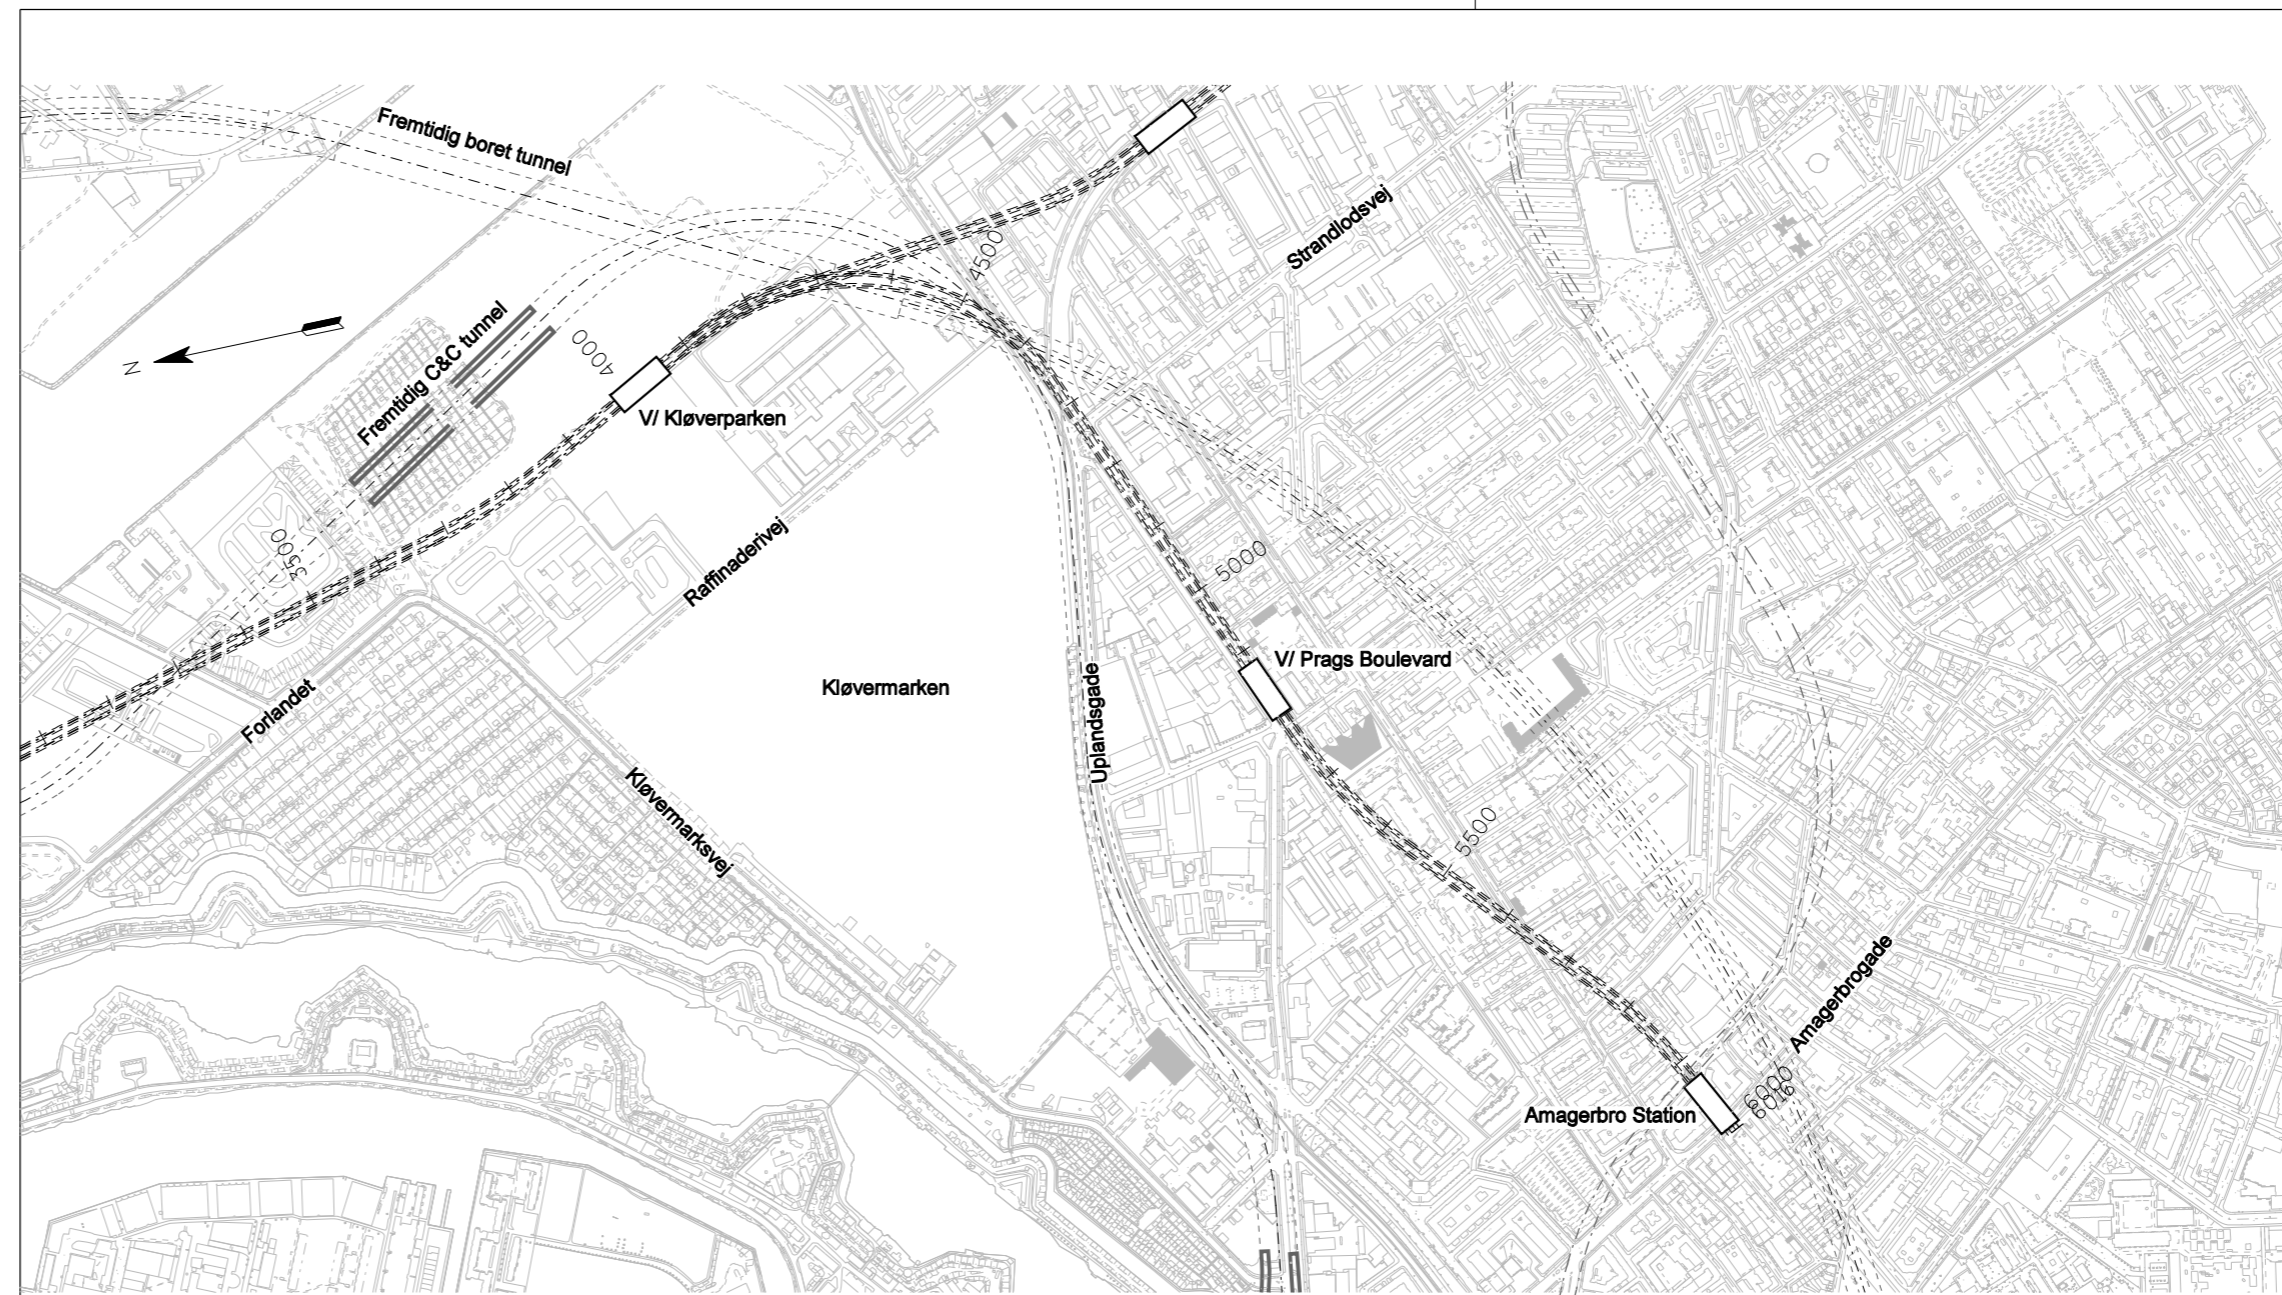 Fremtidig boret tunnel
Strandlodsvej
4500
N
Fremtidig C&C tunnel
4000
V/ Kløverparken
3500
Raffinaderivej
5000
V/ Prags Boulevard
Kløvermarken
Forlandet
Uplandsgade
Kløvermarksvej
5500
Amagerbrogade
6000
6016
Amagerbro Station